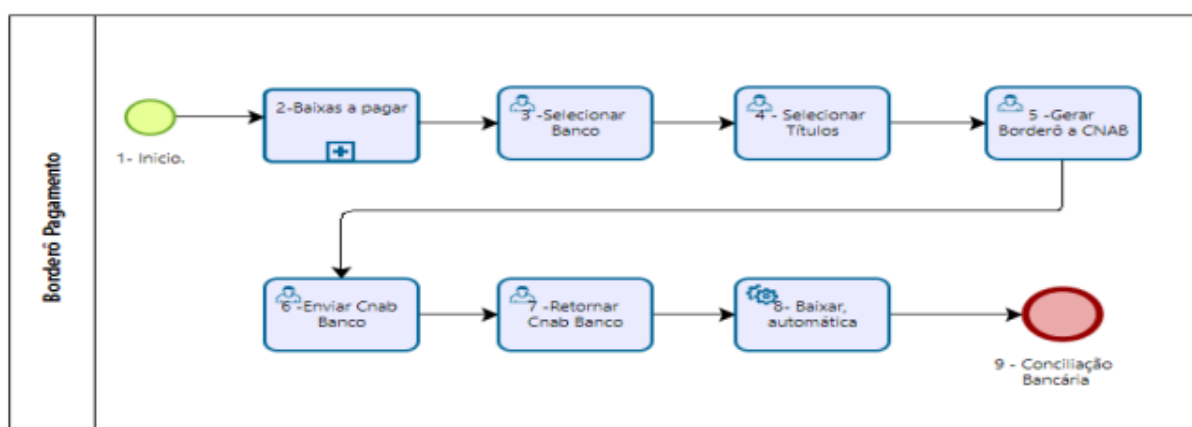 Borderô Pagamento
1- Inicio.
2-Baixas a pagar
3 -Selecionar
Banco
4 - Selecionar
Títulos
5 -Gerar
Borderô a CNAB
6 -Enviar Cnab
Banco
7 -Retornar
Cnab Banco
8- Baixar,
automática
9 - Conciliação
Bancária